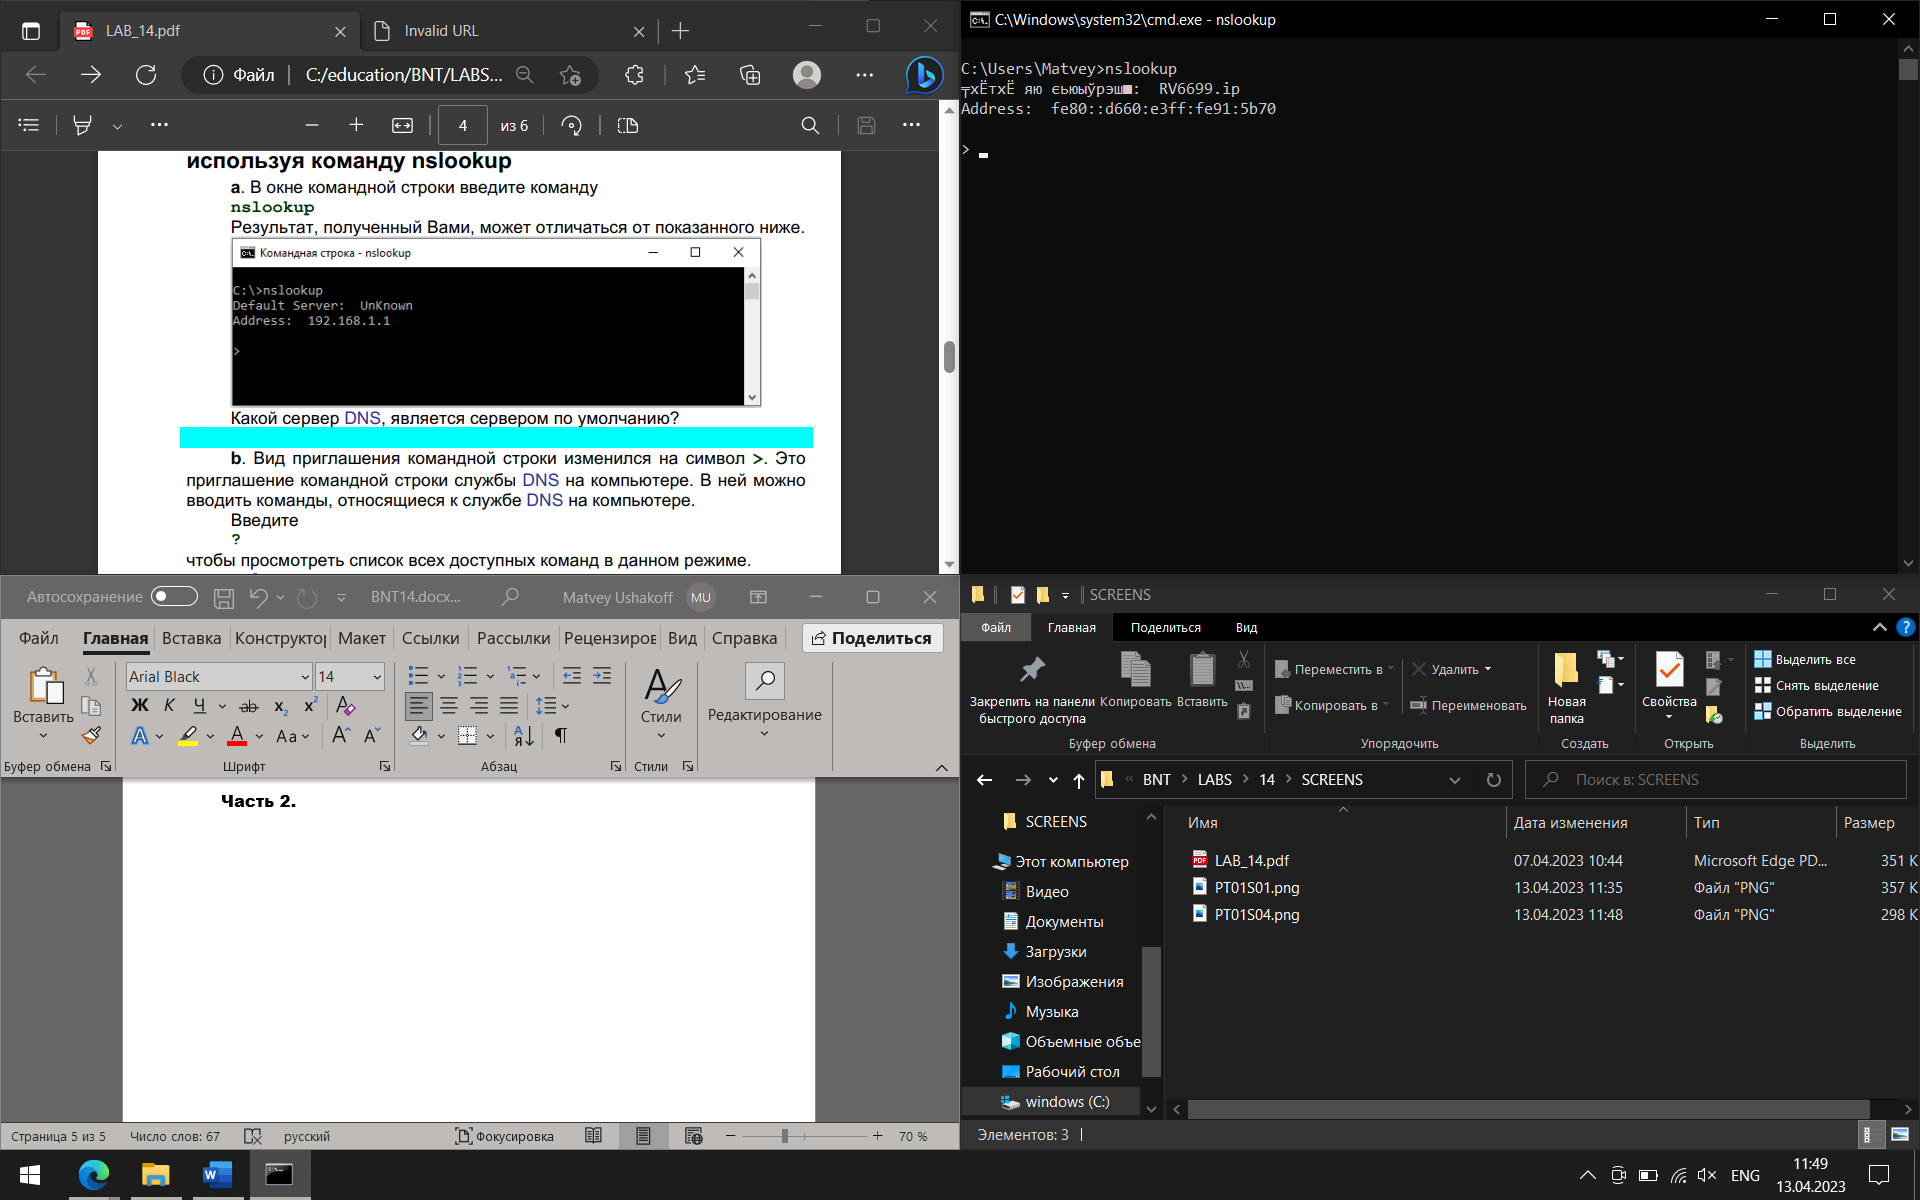 LAB_14.pdf
Invalid URL
Файл
C:/education/BNT/LABS...
4
из 6
используя команду nslookup
a. В окне командной строки введите команду
nslookup
Результат, полученный Вами, может отличаться от показанного ниже.
Командная строка - nslookup
C:\>nslookup
Default Server:  UnKnown
Address:  192.168.1.1
>
Какой сервер DNS, является сервером по умолчанию?
b. Вид приглашения командной строки изменился на символ >. Это
приглашение командной строки службы DNS на компьютере. В ней можно
вводить команды, относящиеся к службе DNS на компьютере.
Введите
?
чтобы просмотреть список всех доступных команд в данном режиме.
C:\Windows\system32\cmd.exe - nslookup
C:\Users\Matvey>nslookup
╤хЁтхЁ яю єьюыўрэш■:  RV6699.ip
Address:  fe80::d660:e3ff:fe91:5b70
>
Автосохранение
BNT14.docx...
Matvey Ushakoff
MU
Файл Главная Вставка Конструктор Макет Ссылки Рассылки Рецензиров Вид Справка Поделиться
Вставить
Arial Black
14
Ж К Ч ab x₂ x² A
A A Aa A A
Стили
Редактирование
Буфер обмена
Шрифт
Абзац
Стили
Часть 2.
Страница 5 из 5
Число слов: 67
русский
Фокусировка
70 %
SCREENS
Файл Главная Поделиться Вид
Закрепить на панели
быстрого доступа
Копировать
Вставить
Переместить в
Копировать в
Удалить
Переименовать
Новая
папка
Свойства
Выделить все
Снять выделение
Обратить выделение
Буфер обмена
Упорядочить
Создать
Открыть
Выделить
« BNT > LABS > 14 > SCREENS
Поиск в: SCREENS
SCREENS
Этот компьютер
Видео
Документы
Загрузки
Изображения
Музыка
Объемные объе
Рабочий стол
windows (C:)
Имя Дата изменения Тип Размер
LAB_14.pdf 07.04.2023 10:44 Microsoft Edge PD... 351 К
PT01S01.png 13.04.2023 11:35 Файл "PNG" 357 К
PT01S04.png 13.04.2023 11:48 Файл "PNG" 298 К
Элементов: 3
ENG
11:49
13.04.2023